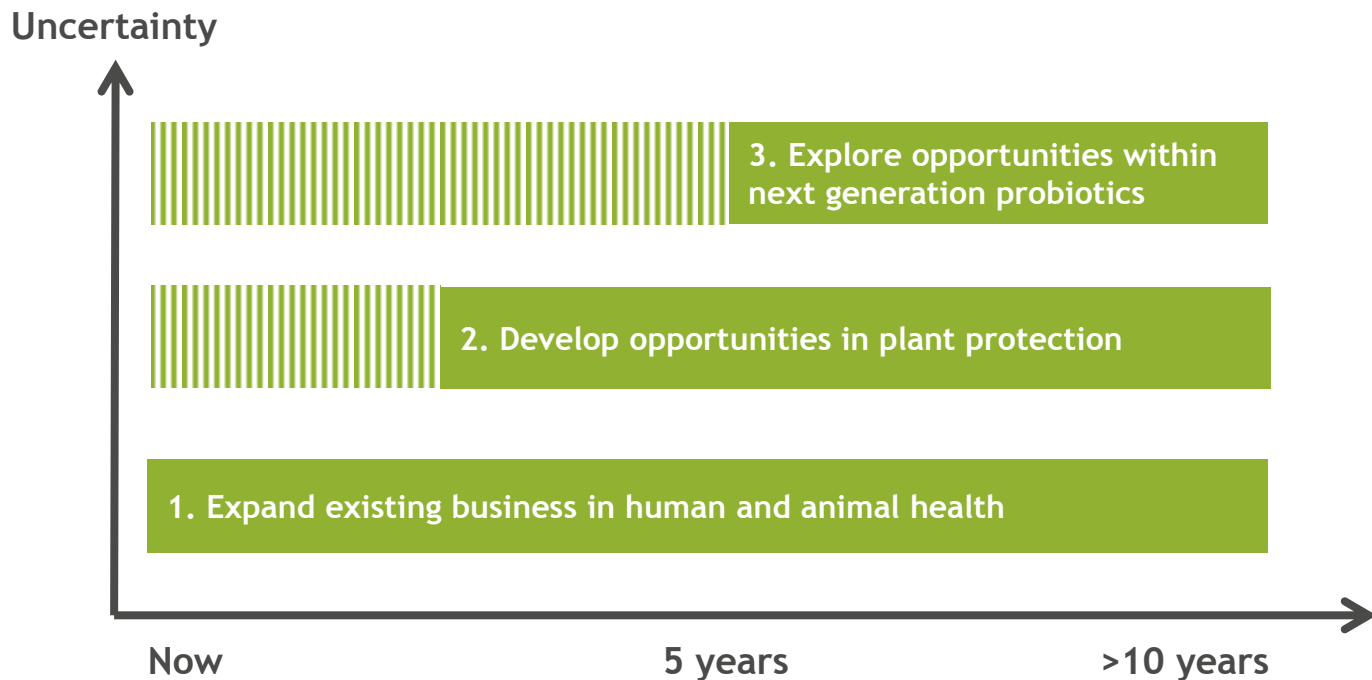 Uncertainty
3. Explore opportunities within
next generation probiotics
2. Develop opportunities in plant protection
1. Expand existing business in human and animal health
Now
5 years
>10 years